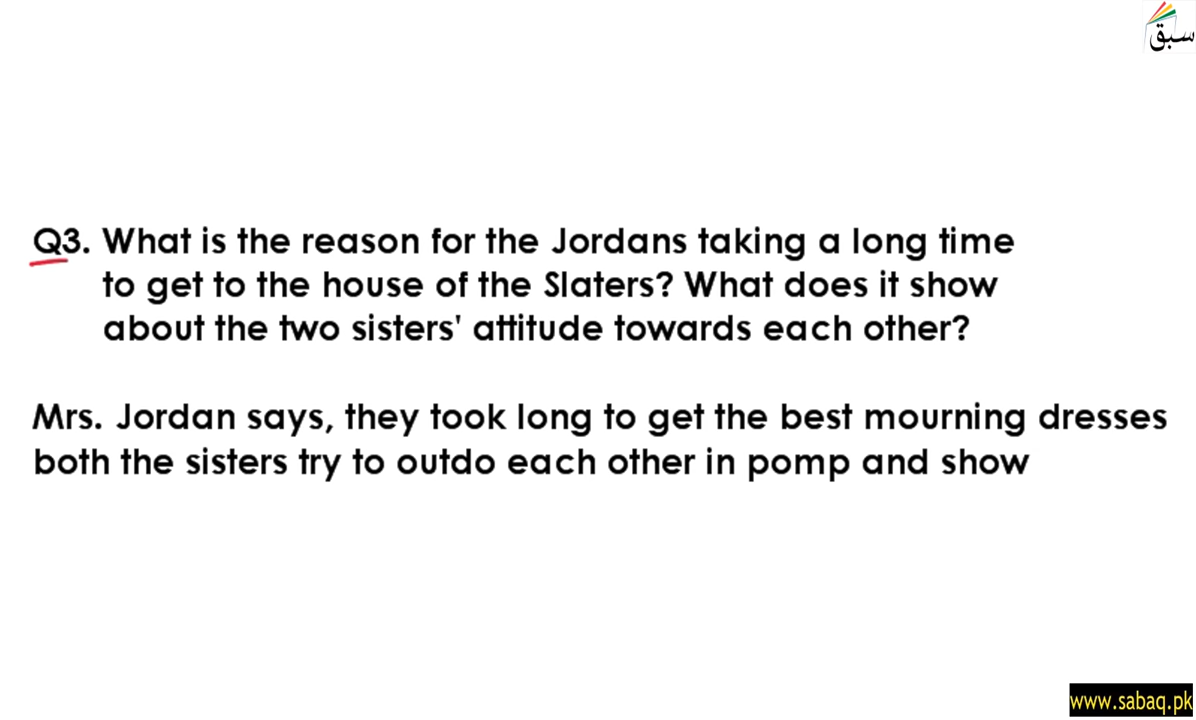 سبق
Q3. What is the reason for the Jordans taking a long time
to get to the house of the Slaters? What does it show
about the two sisters' attitude towards each other?
Mrs. Jordan says, they took long to get the best mourning dresses
both the sisters try to outdo each other in pomp and show
www.sabaq.pk